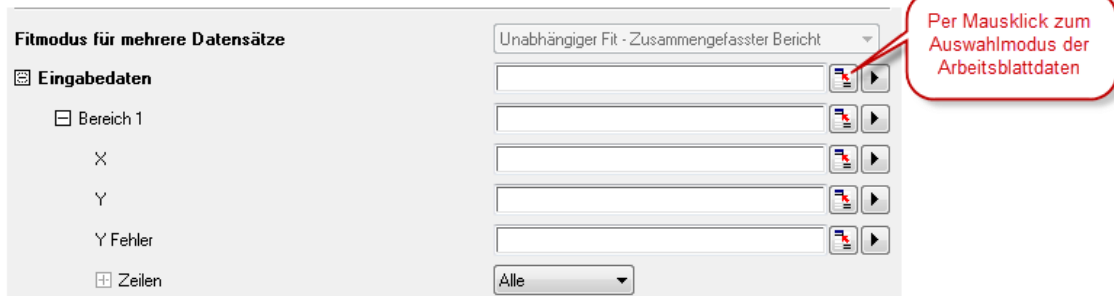 Fitmodus für mehrere Datensätze
Unabhängiger Fit - Zusammengefasster Bericht
Per Mausklick zum
Auswahlmodus der
Arbeitsblattdaten
Eingabedaten
Bereich 1
X
Y
Y Fehler
Zeilen
Alle